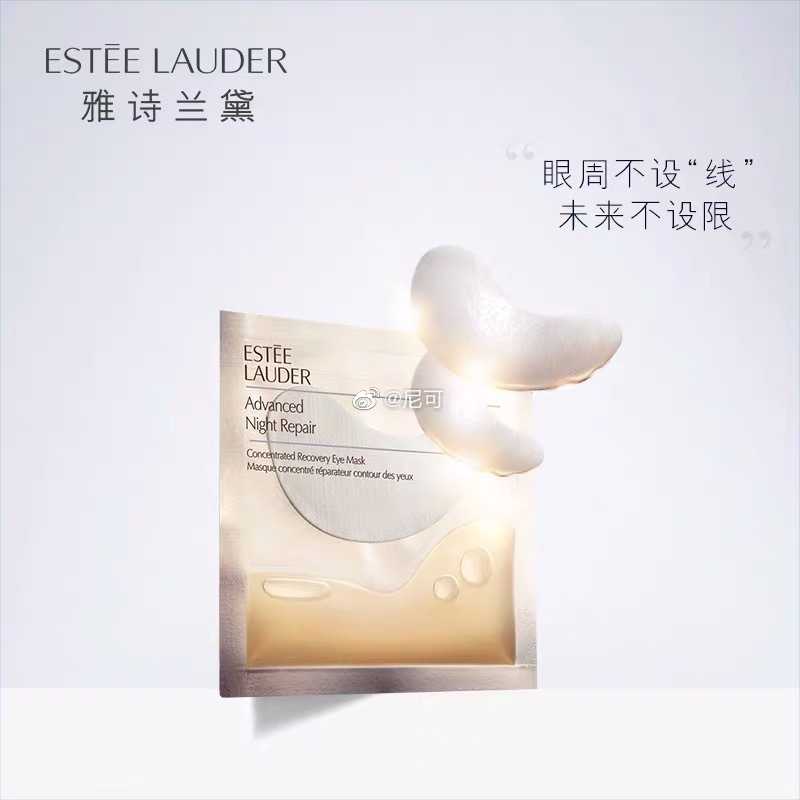 ESTĒE LAUDER
雅诗兰黛
“眼周不设“线”
未来不设限”
ESTĒE
LAUDER
Advanced
Night Repair
Concentrated Recovery Eye Mask
Masque concentré réparateur contour des yeux
@尼可